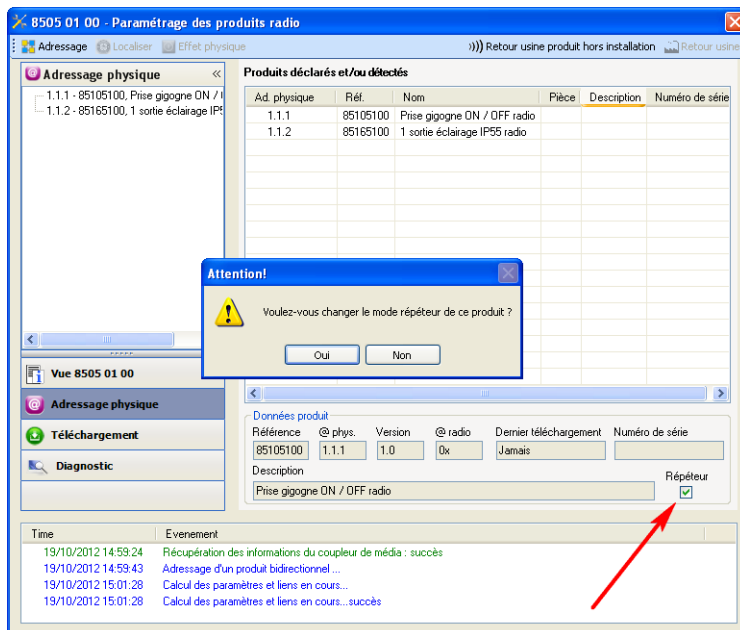 8505 01 00 - Paramétrage des produits radio
Adressage Localiser Effet physique ))) Retour usine produit hors installation Retour usine
Adressage physique «
1.1.1 - 85105100, Prise gigogne ON /
1.1.2 - 85165100, 1 sortie éclairage IP5
Produits déclarés et/ou détectés
Ad. physique Réf. Nom Pièce Description Numéro de série
1.1.1 85105100 Prise gigogne ON / OFF radio
1.1.2 85165100 1 sortie éclairage IP55 radio
Attention!
Voulez-vous changer le mode répéteur de ce produit ?
Oui Non
Vue 8505 01 00
Adressage physique
Téléchargement
Diagnostic
Données produit
Référence @ phys. Version @ radio Dernier téléchargement Numéro de série
85105100 1.1.1 1.0 0x Jamais
Description
Répéteur
Prise gigogne ON / OFF radio
Time Evenement
19/10/2012 14:59:24 Récupération des informations du coupleur de média : succès
19/10/2012 14:59:43 Adressage d'un produit bidirectionnel ...
19/10/2012 15:01:28 Calcul des paramètres et liens en cours...
19/10/2012 15:01:28 Calcul des paramètres et liens en cours...succès